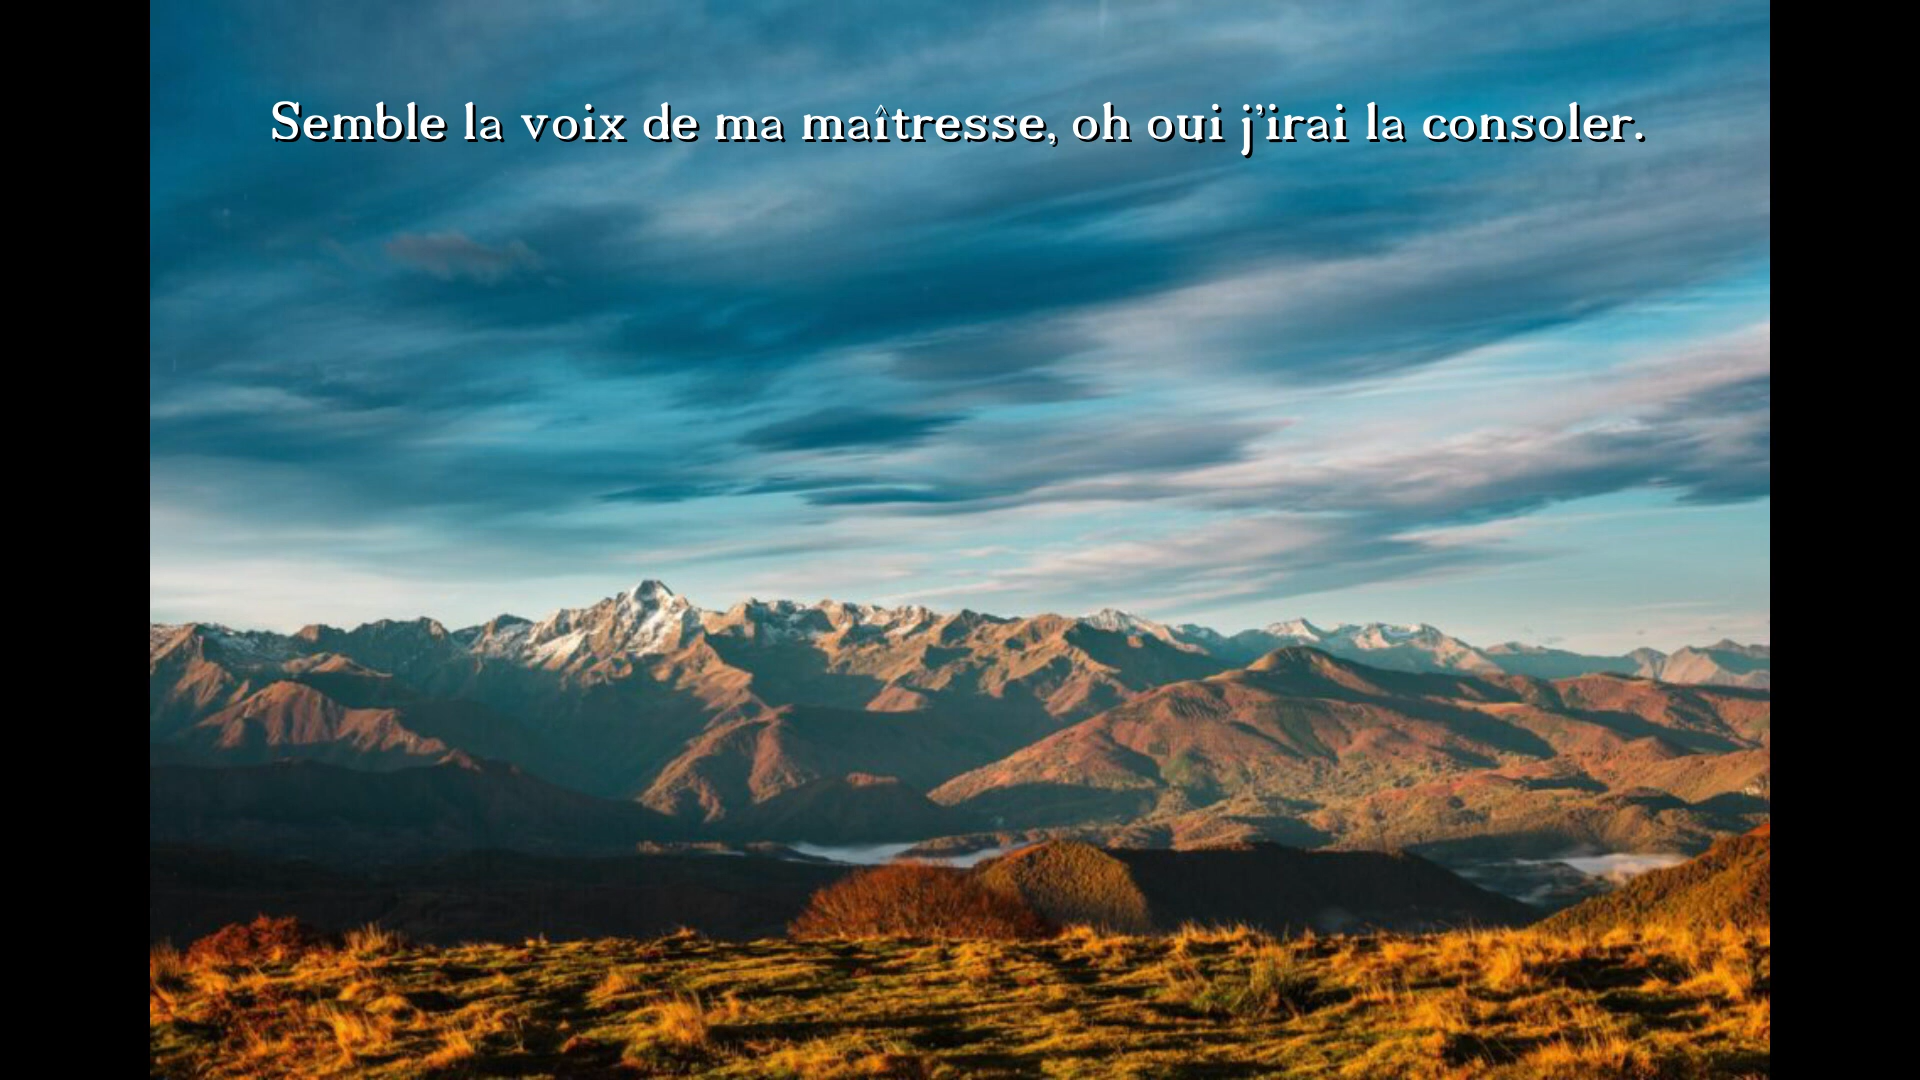 Semble la voix de ma maîtresse, oh oui j'irai la consoler.